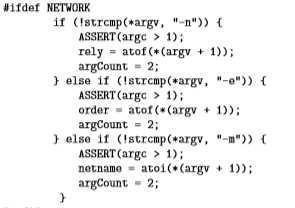 #ifdef NETWORK
if (!strcmp(*argv, "-n")) {
ASSERT(argc > 1);
rely = atof(*(argv + 1));
argCount = 2;
} else if (!strcmp(*argv, "-e")) {
ASSERT(argc > 1);
order = atof(*(argv + 1));
argCount = 2;
} else if (!strcmp(*argv, "-m")) {
ASSERT(argc > 1);
netname = atoi(*(argv + 1));
argCount = 2;
}